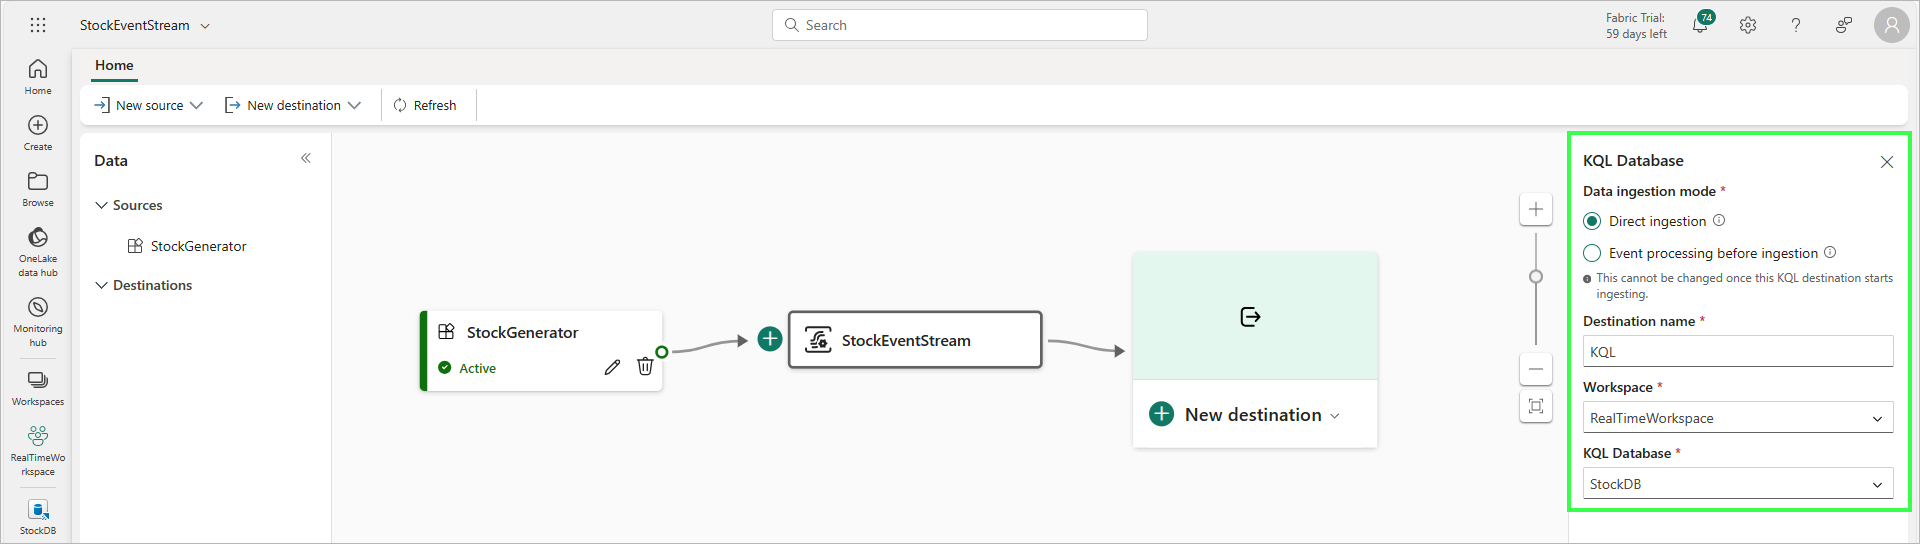 StockEventStream
Search
Fabric Trial:
59 days left
74
Home
Home
Create
Browse
OneLake
data hub
Monitoring
hub
Workspaces
RealTimeWo
rkspace
StockDB
New source
New destination
Refresh
Data
Sources
StockGenerator
Destinations
StockGenerator
Active
StockEventStream
New destination
KQL Database
Data ingestion mode *
Direct ingestion
Event processing before ingestion
This cannot be changed once this KQL destination starts
ingesting.
Destination name *
KQL
Workspace *
RealTimeWorkspace
KQL Database *
StockDB